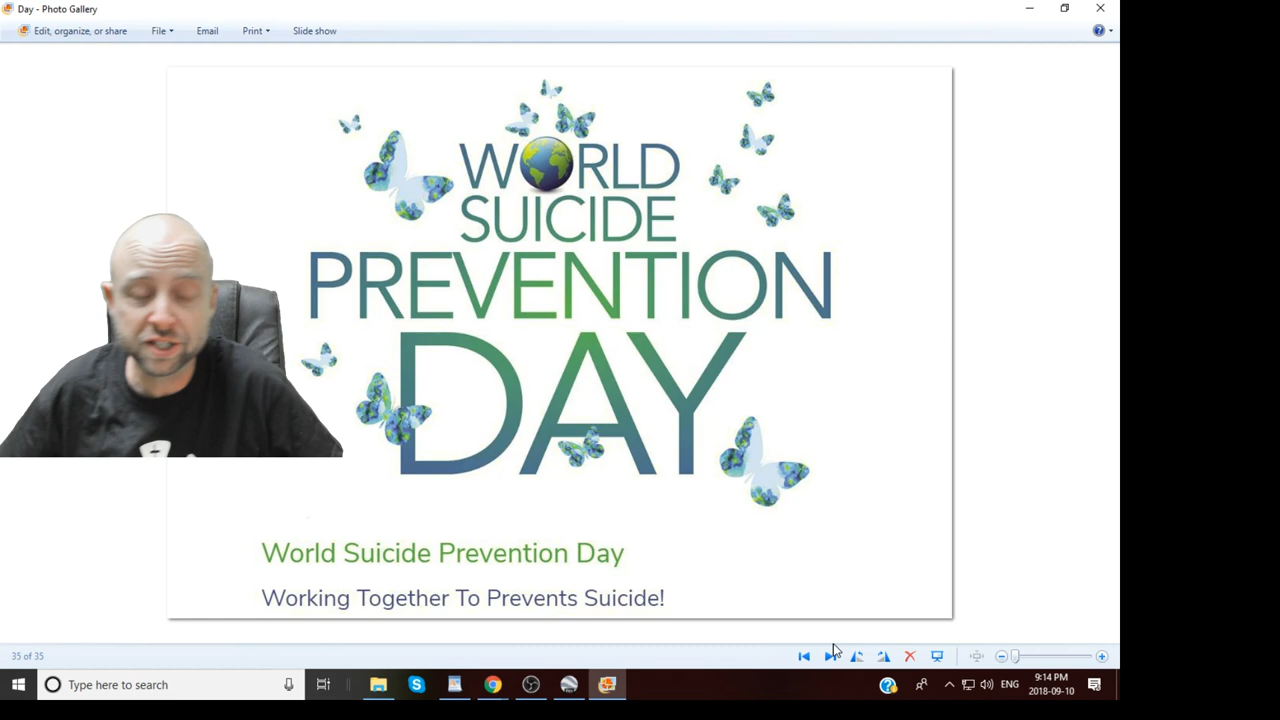 Day - Photo Gallery
Edit, organize, or share File Email Print Slide show
WORLD
SUICIDE
PREVENTION
DAY
World Suicide Prevention Day
Working Together To Prevents Suicide!
35 of 35
Type here to search
ENG
9:14 PM
2018-09-10